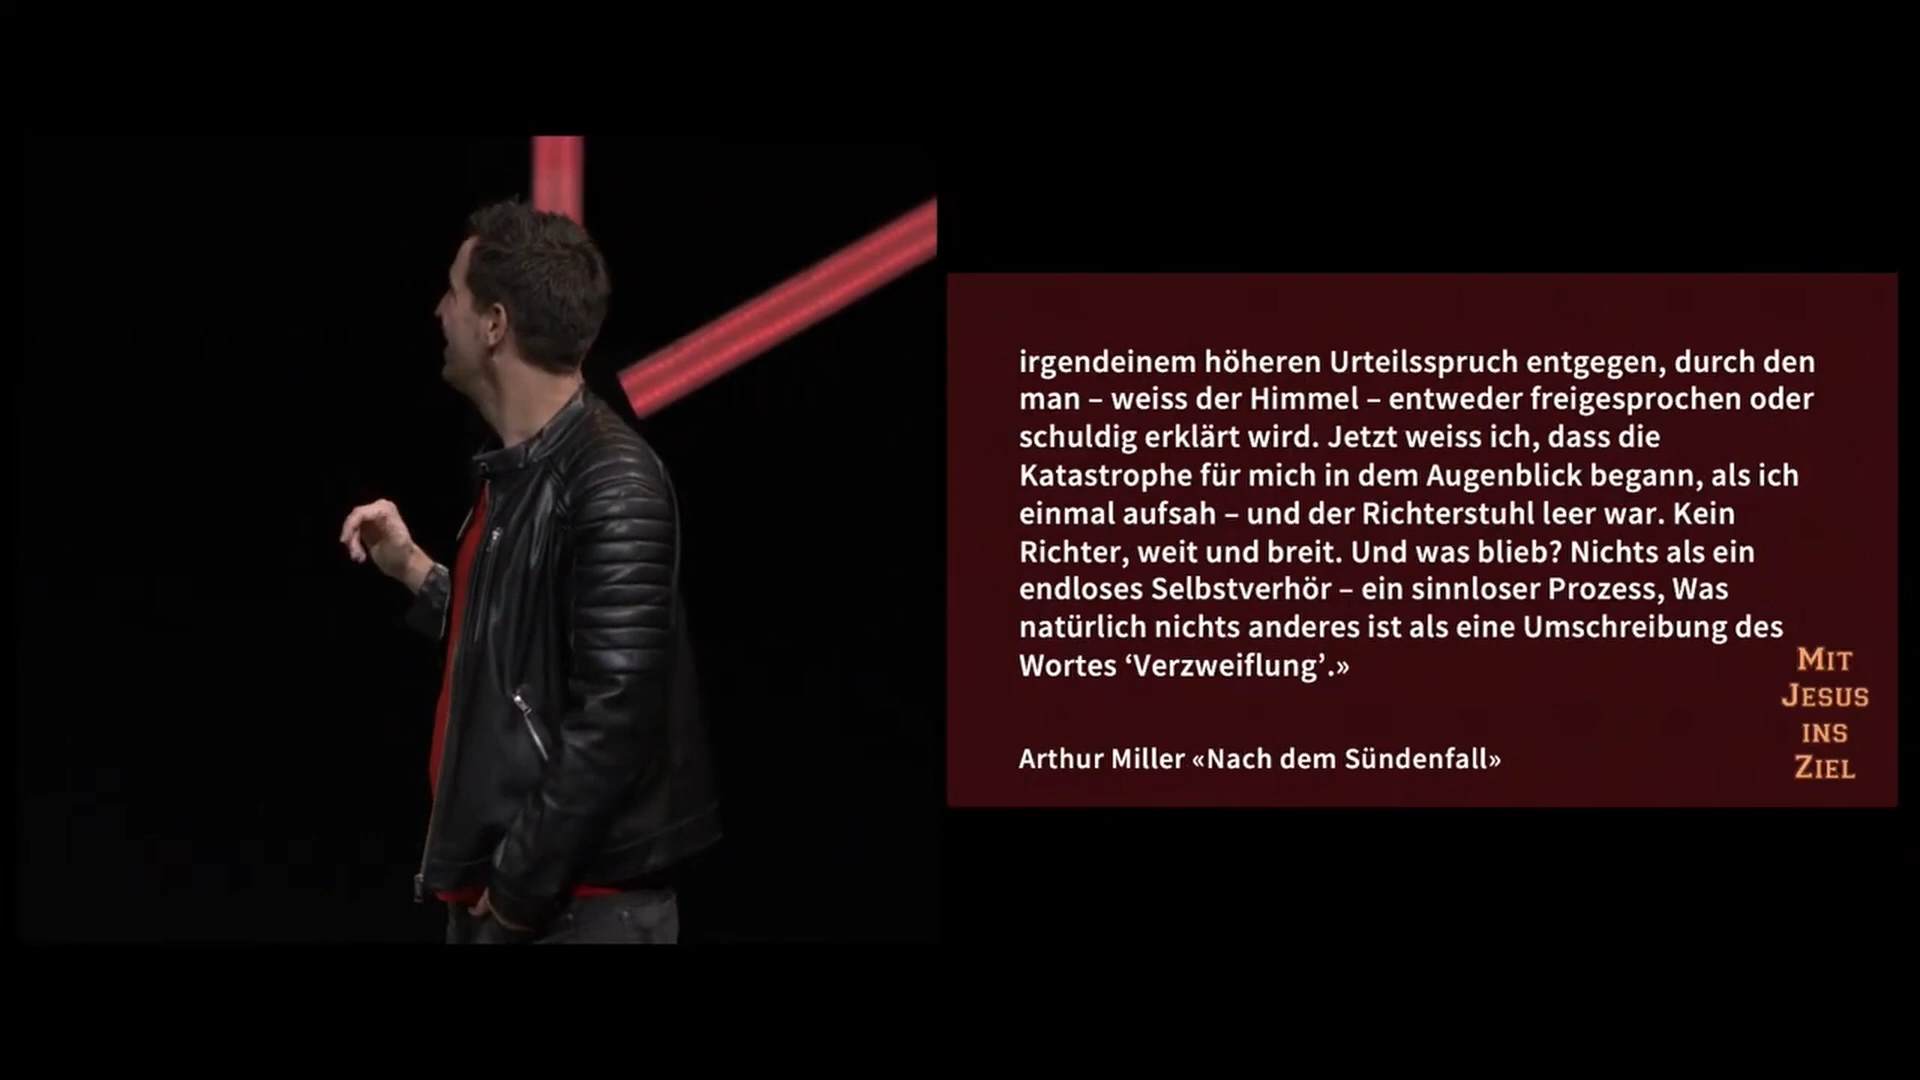 irgendeinem höheren Urteilsspruch entgegen, durch den
man – weiss der Himmel – entweder freigesprochen oder
schuldig erklärt wird. Jetzt weiss ich, dass die
Katastrophe für mich in dem Augenblick begann, als ich
einmal aufsah – und der Richterstuhl leer war. Kein
Richter, weit und breit. Und was blieb? Nichts als ein
endloses Selbstverhör – ein sinnloser Prozess, Was
natürlich nichts anderes ist als eine Umschreibung des
Wortes ‘Verzweiflung’.»
Arthur Miller «Nach dem Sündenfall»
Mit
Jesus
ins
Ziel